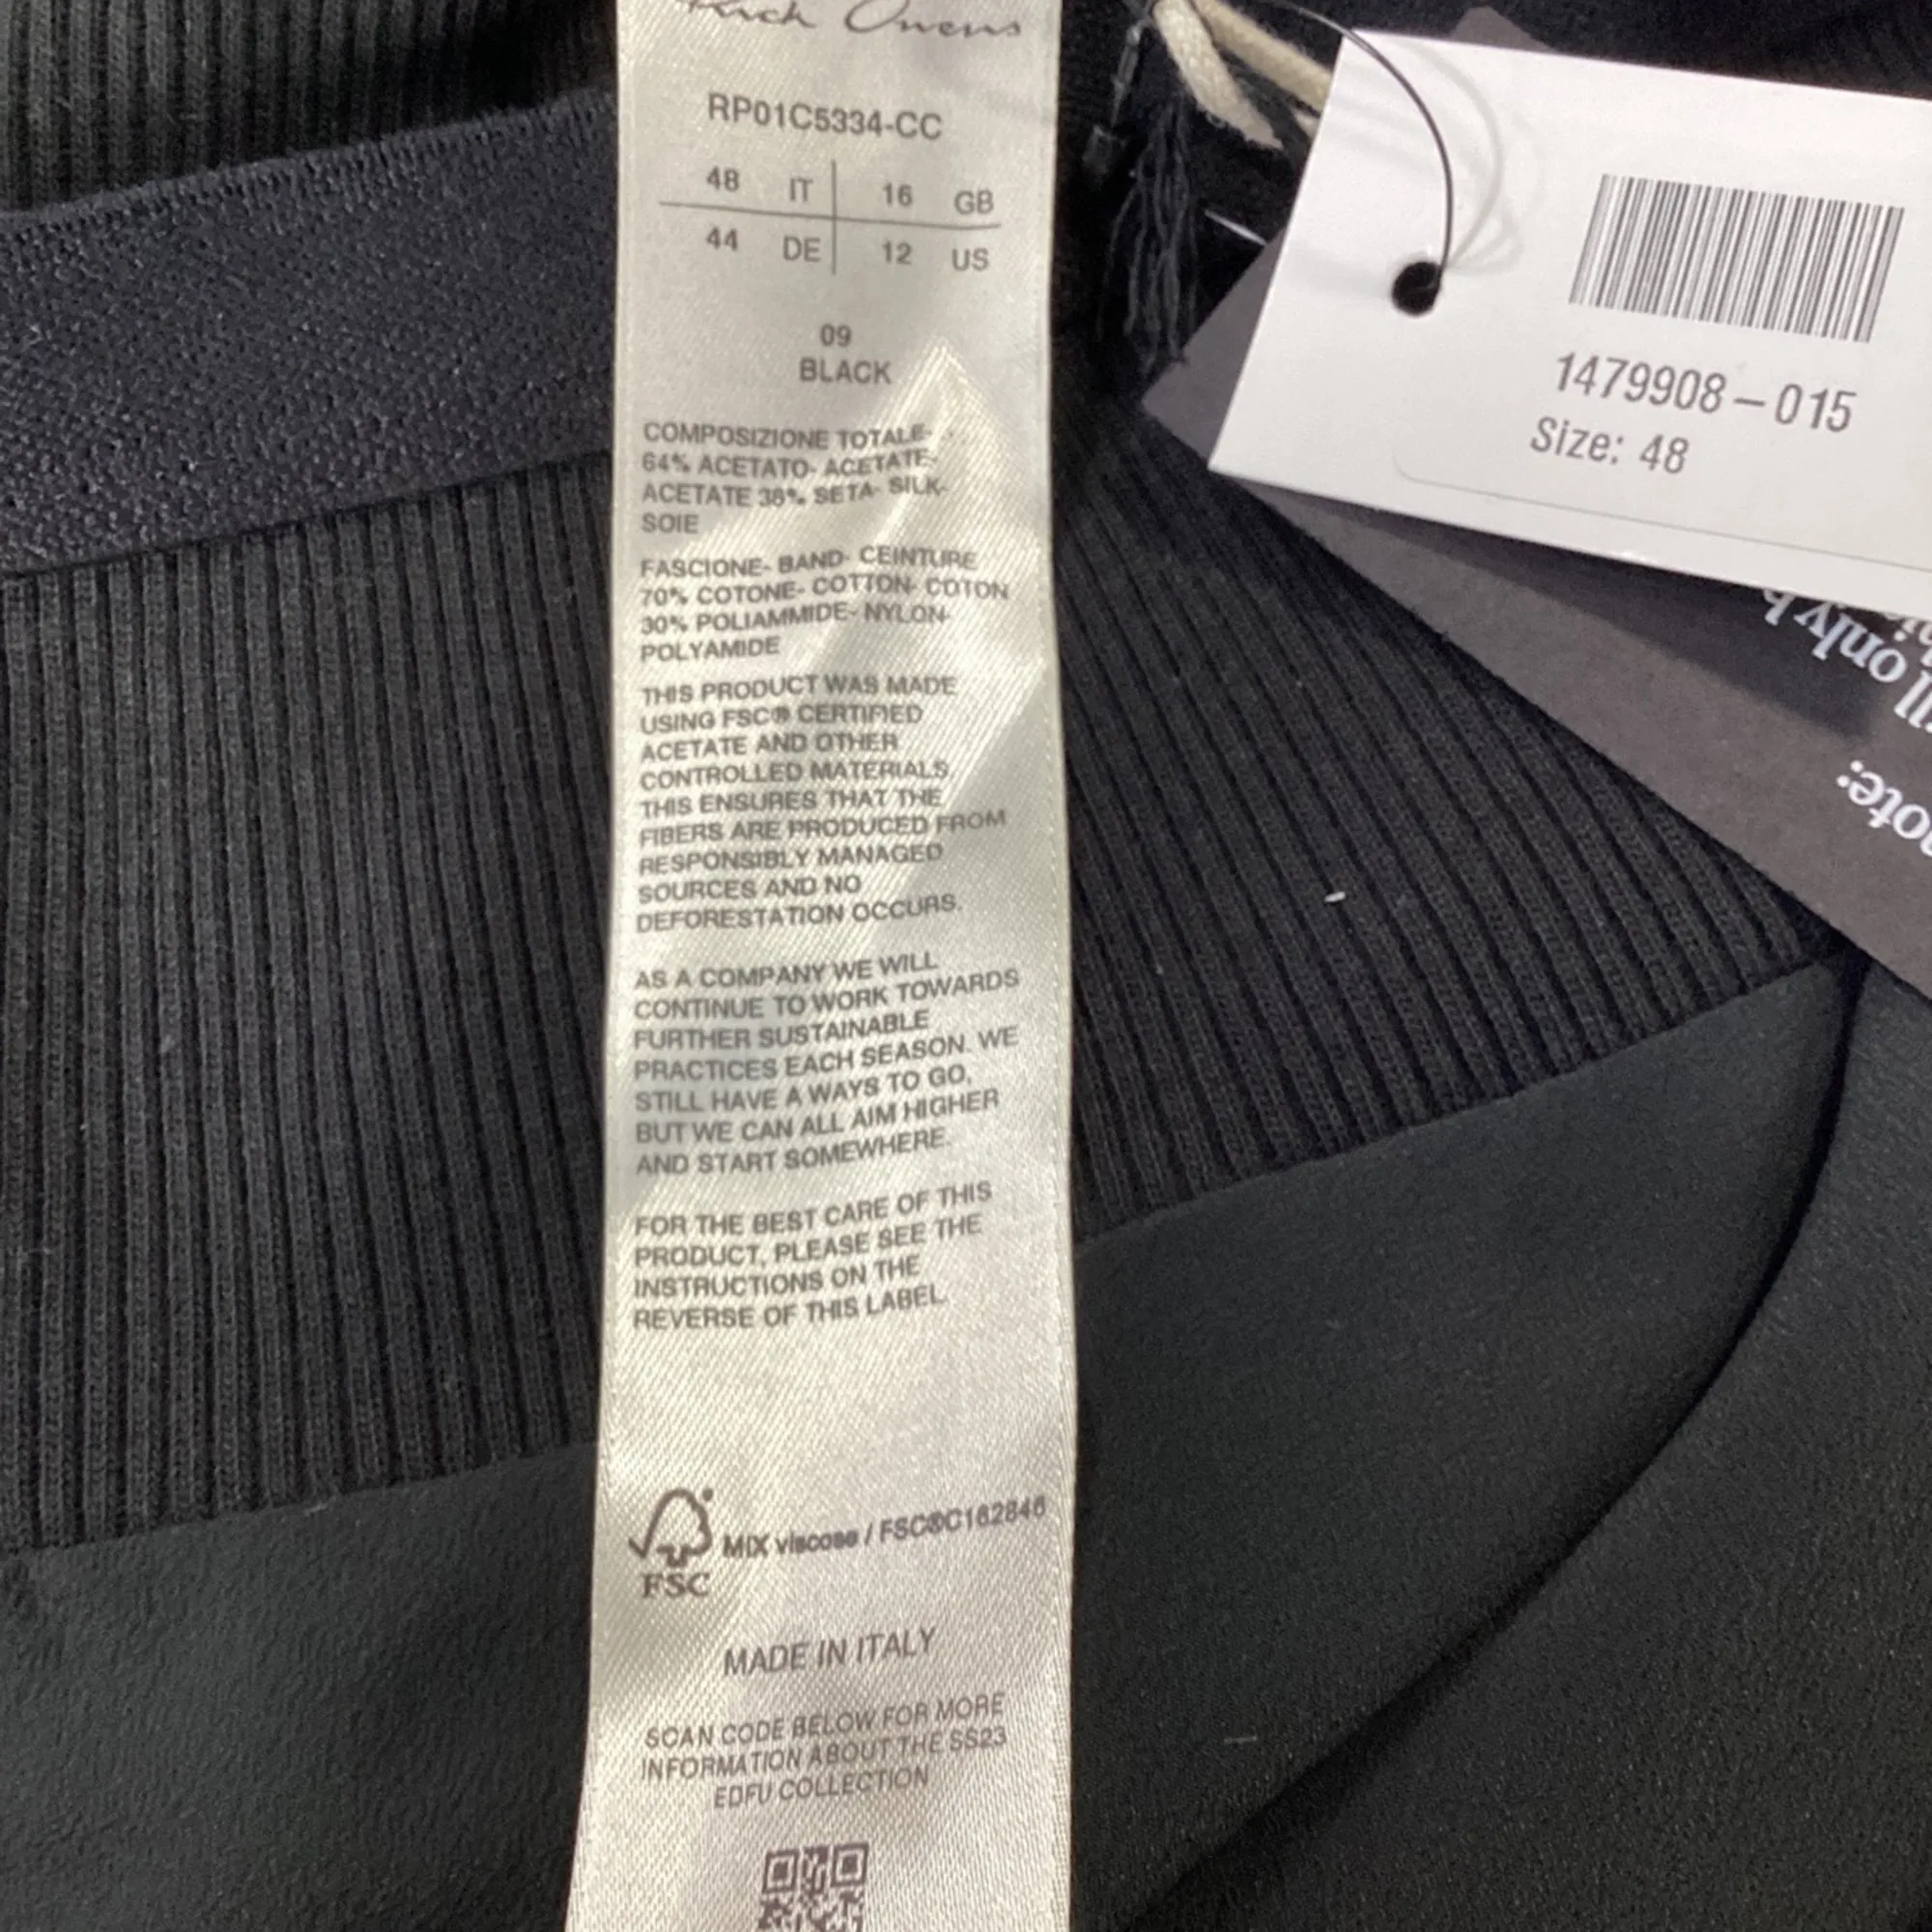 Rick Owens
RP01C5334-CC
48 IT 16 GB
44 DE 12 US
09
BLACK
COMPOSIZIONE TOTALE-
64% ACETATO- ACETATE-
ACETATE 36% SETA- SILK-
SOIE
FASCIONE- BAND- CEINTURE
70% COTONE- COTTON- COTON
30% POLIAMMIDE- NYLON-
POLYAMIDE
THIS PRODUCT WAS MADE
USING FSC® CERTIFIED
ACETATE AND OTHER
CONTROLLED MATERIALS.
THIS ENSURES THAT THE
FIBERS ARE PRODUCED FROM
RESPONSIBLY MANAGED
SOURCES AND NO
DEFORESTATION OCCURS.
AS A COMPANY WE WILL
CONTINUE TO WORK TOWARDS
FURTHER SUSTAINABLE
PRACTICES EACH SEASON. WE
STILL HAVE A WAYS TO GO,
BUT WE CAN ALL AIM HIGHER
AND START SOMEWHERE.
FOR THE BEST CARE OF THIS
PRODUCT, PLEASE SEE THE
INSTRUCTIONS ON THE
REVERSE OF THIS LABEL.
MIX viscose / FSC®C162846
FSC
MADE IN ITALY
SCAN CODE BELOW FOR MORE
INFORMATION ABOUT THE SS23
EDFU COLLECTION
1479908-015
Size: 48
only